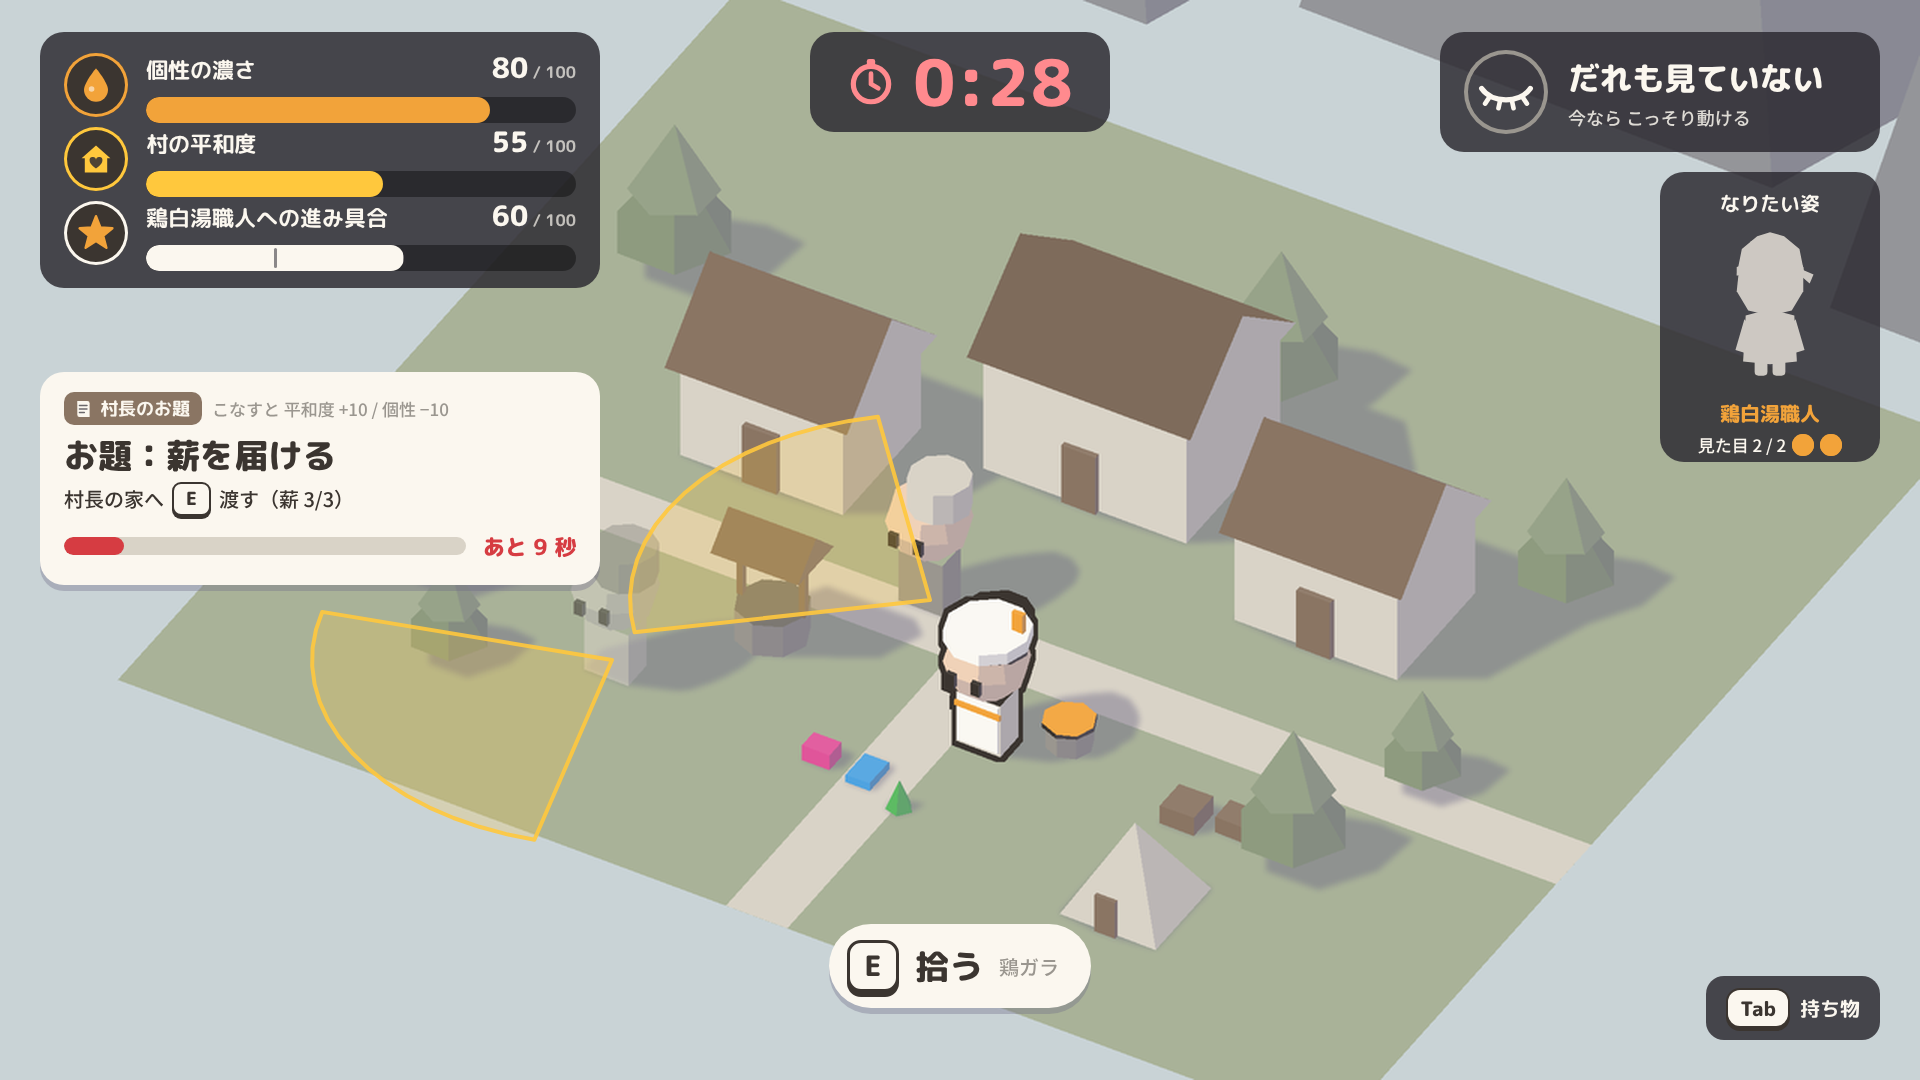 個性の濃さ 80 / 100
村の平和度 55 / 100
鶏白湯職人への進み具合 60 / 100
0:28
だれも見ていない
今なら こっそり動ける
なりたい姿
鶏白湯職人
見た目 2 / 2
村長のお題 こなすと 平和度 +10 / 個性 −10
お題：薪を届ける
村長の家へ E 渡す（薪 3/3）
あと 9 秒
E 拾う 鶏ガラ
Tab 持ち物